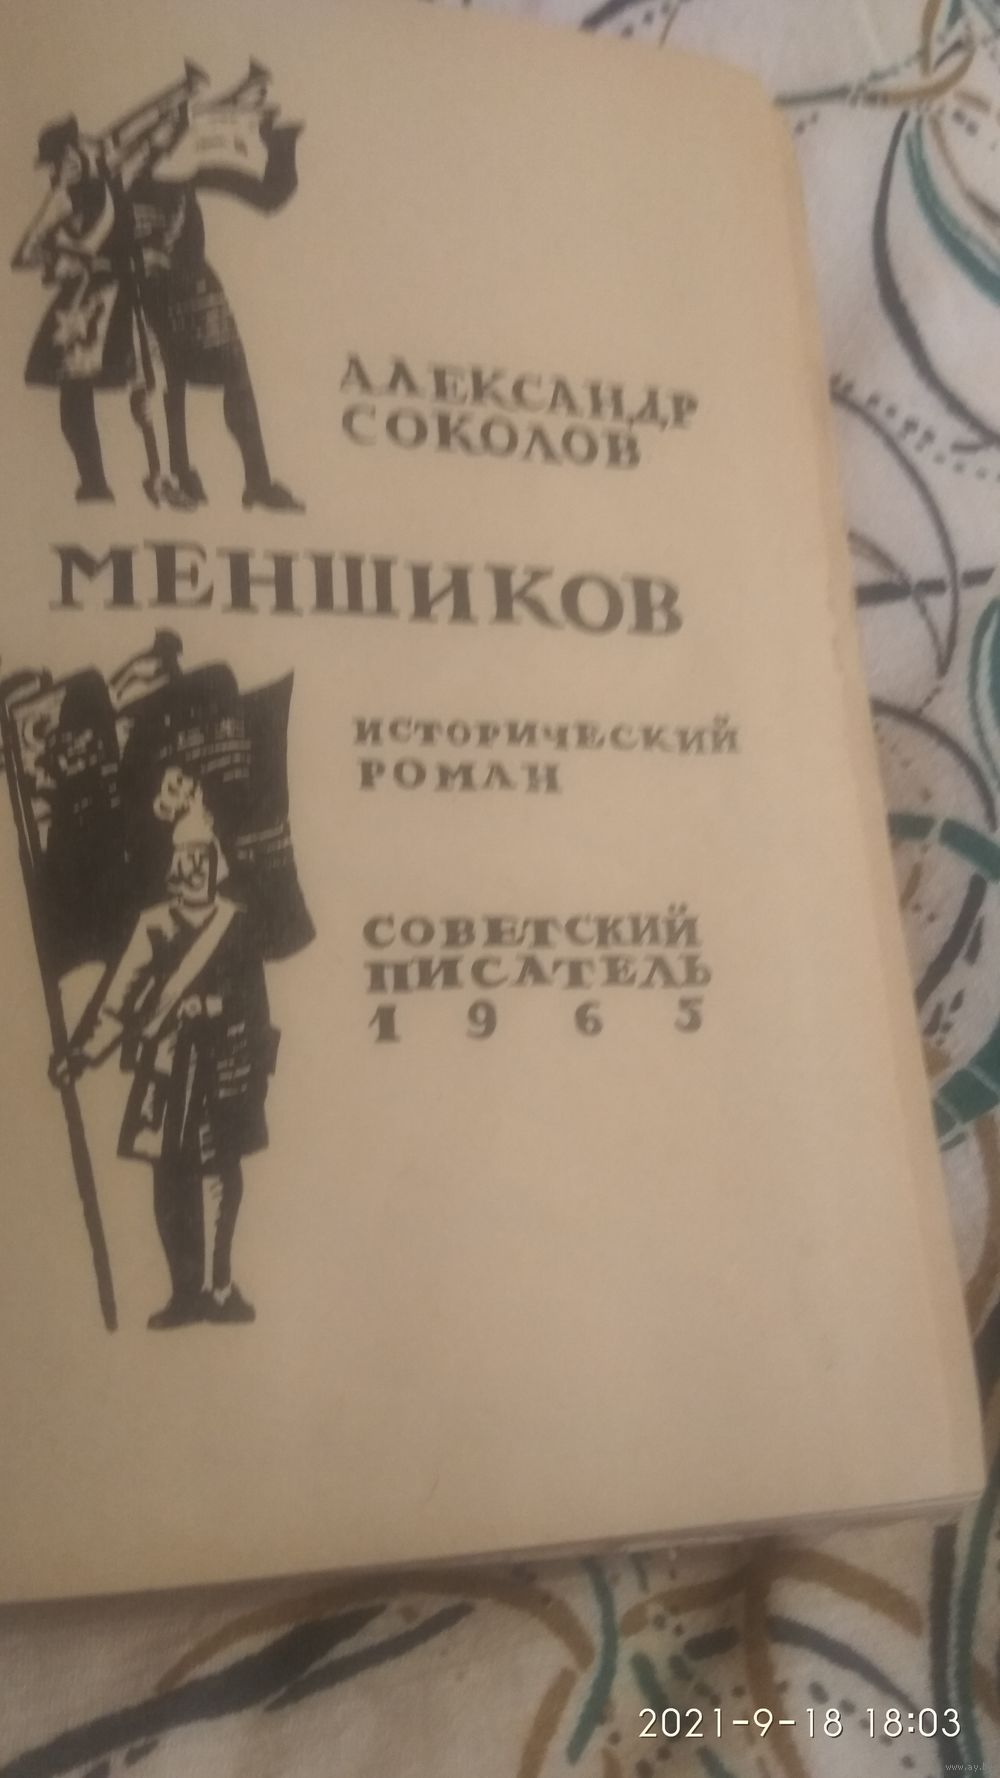 АЛЕКСАНДР
СОКОЛОВ
МЕНШИКОВ
ИСТОРИЧЕСКИЙ
РОМАН
СОВЕТСКИЙ
ПИСАТЕЛЬ
1965
2021-9-18 18:03